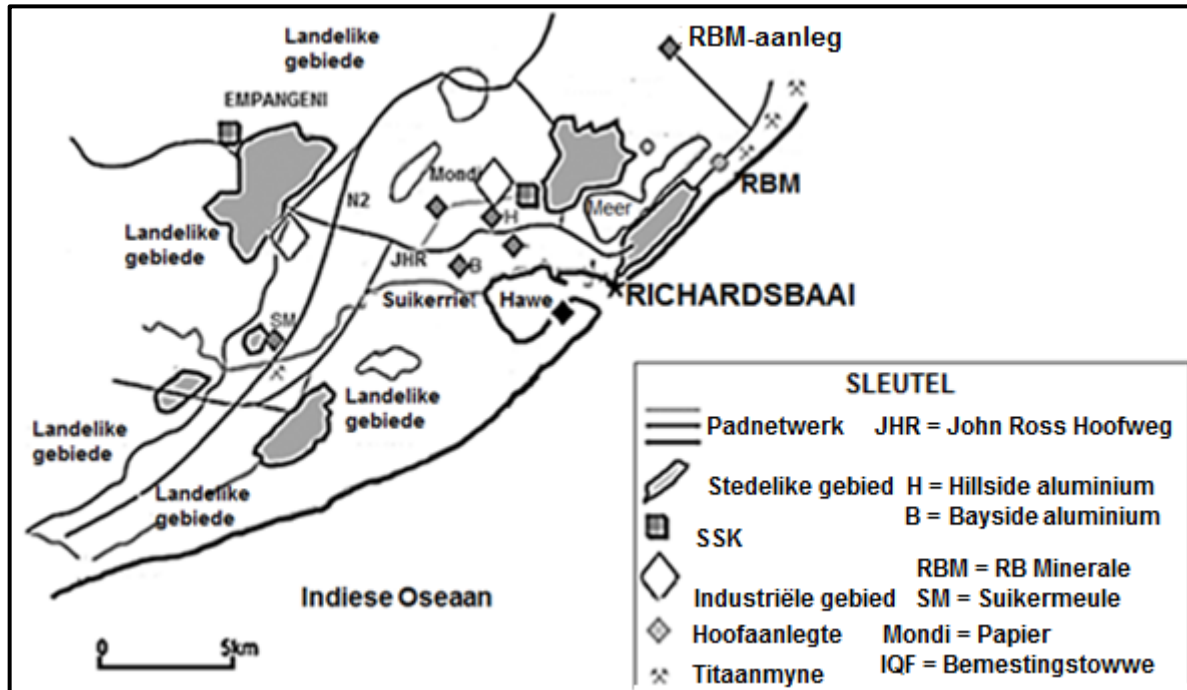 Landelike
gebiede
RBM-aanleg
EMPANGENI
Mondi
RBM
N2
H
Meer
Landelike
gebiede
JHR
B
Suikerriet
Hawe
RICHARDSBAAI
SM
Landelike
gebiede
Landelike
gebiede
Landelike
gebiede
Indiese Oseaan
0 5km
SLEUTEL
Padnetwerk JHR = John Ross Hoofweg
Stedelike gebied H = Hillside aluminium
B = Bayside aluminium
SSK
RBM = RB Minerale
Industriële gebied SM = Suikermeule
Hoofaanlegte Mondi = Papier
IQF = Bemestingstowwe
Titaanmyne